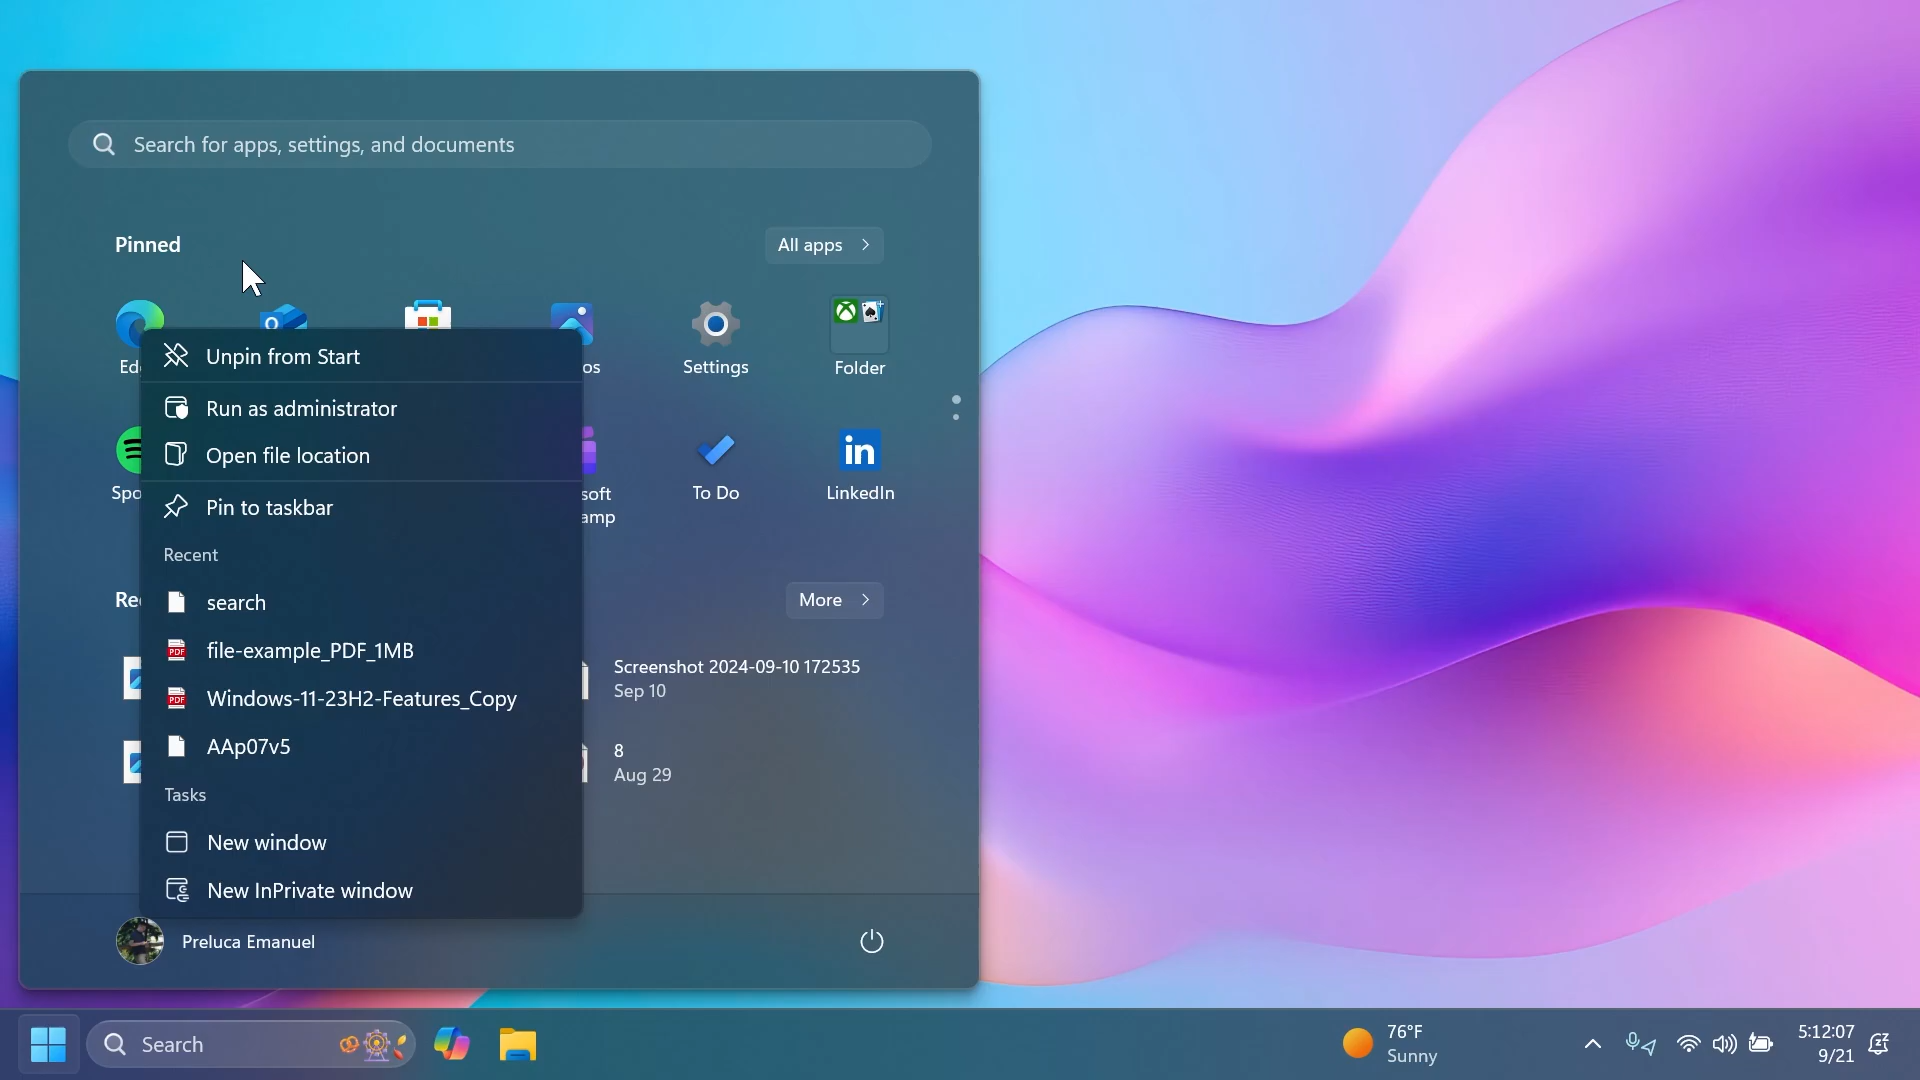 Search for apps, settings, and documents
Pinned
All apps
Settings
Folder
Unpin from Start
Run as administrator
Open file location
Pin to taskbar
To Do
LinkedIn
Recent
search
file-example_PDF_1MB
Windows-11-23H2-Features_Copy
AAp07v5
Tasks
New window
New InPrivate window
More
Screenshot 2024-09-10 172535
Sep 10
8
Aug 29
Preluca Emanuel
Search
76°F
Sunny
5:12:07
9/21